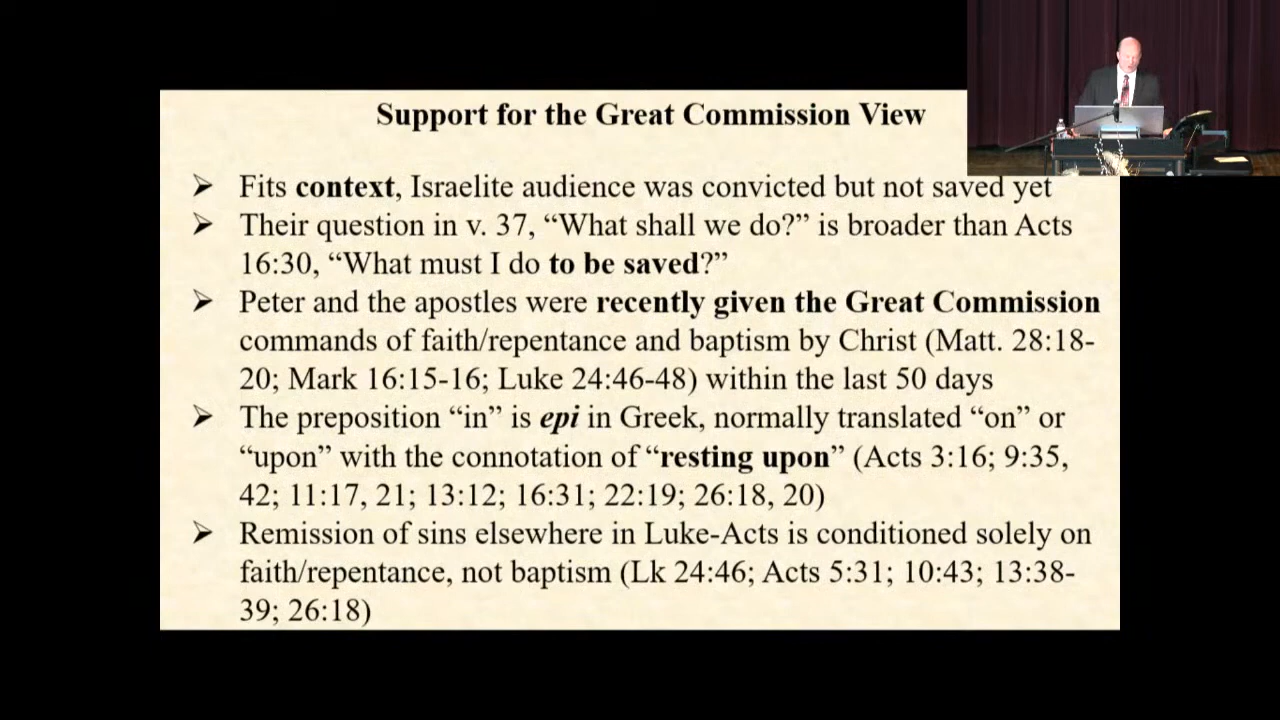 Support for the Great Commission View
➢ Fits context, Israelite audience was convicted but not saved yet
➢ Their question in v. 37, “What shall we do?” is broader than Acts
16:30, “What must I do to be saved?”
➢ Peter and the apostles were recently given the Great Commission
commands of faith/repentance and baptism by Christ (Matt. 28:18-
20; Mark 16:15-16; Luke 24:46-48) within the last 50 days
➢ The preposition “in” is epi in Greek, normally translated “on” or
“upon” with the connotation of “resting upon” (Acts 3:16; 9:35,
42; 11:17, 21; 13:12; 16:31; 22:19; 26:18, 20)
➢ Remission of sins elsewhere in Luke-Acts is conditioned solely on
faith/repentance, not baptism (Lk 24:46; Acts 5:31; 10:43; 13:38-
39; 26:18)